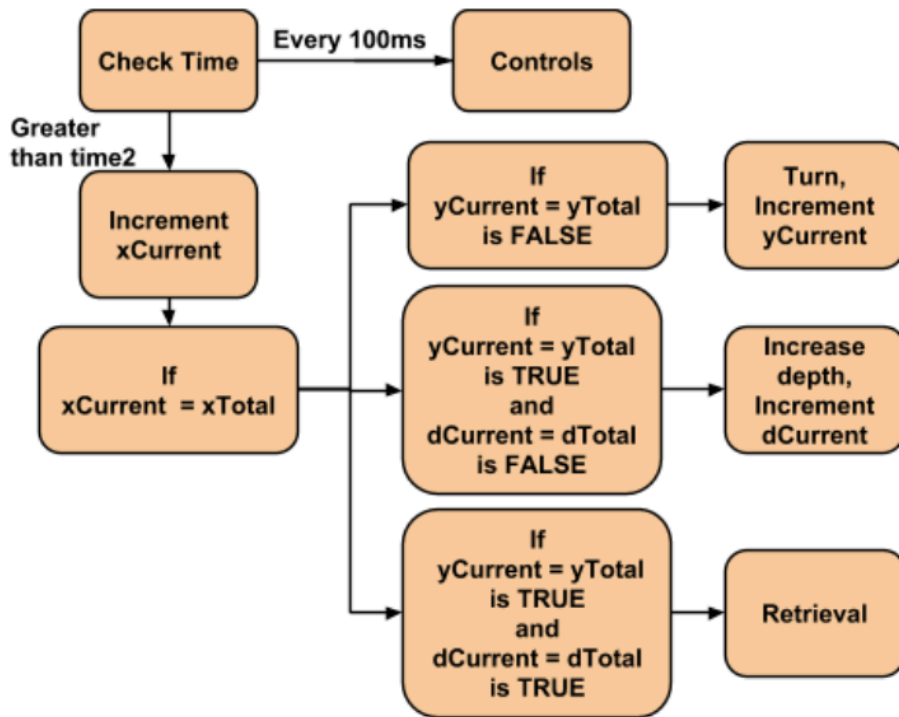 Check Time
Every 100ms
Controls
Greater
than time2
Increment
xCurrent
If
xCurrent = xTotal
If
yCurrent = yTotal
is FALSE
Turn,
Increment
yCurrent
If
yCurrent = yTotal
is TRUE
and
dCurrent = dTotal
is FALSE
Increase
depth,
Increment
dCurrent
If
yCurrent = yTotal
is TRUE
and
dCurrent = dTotal
is TRUE
Retrieval